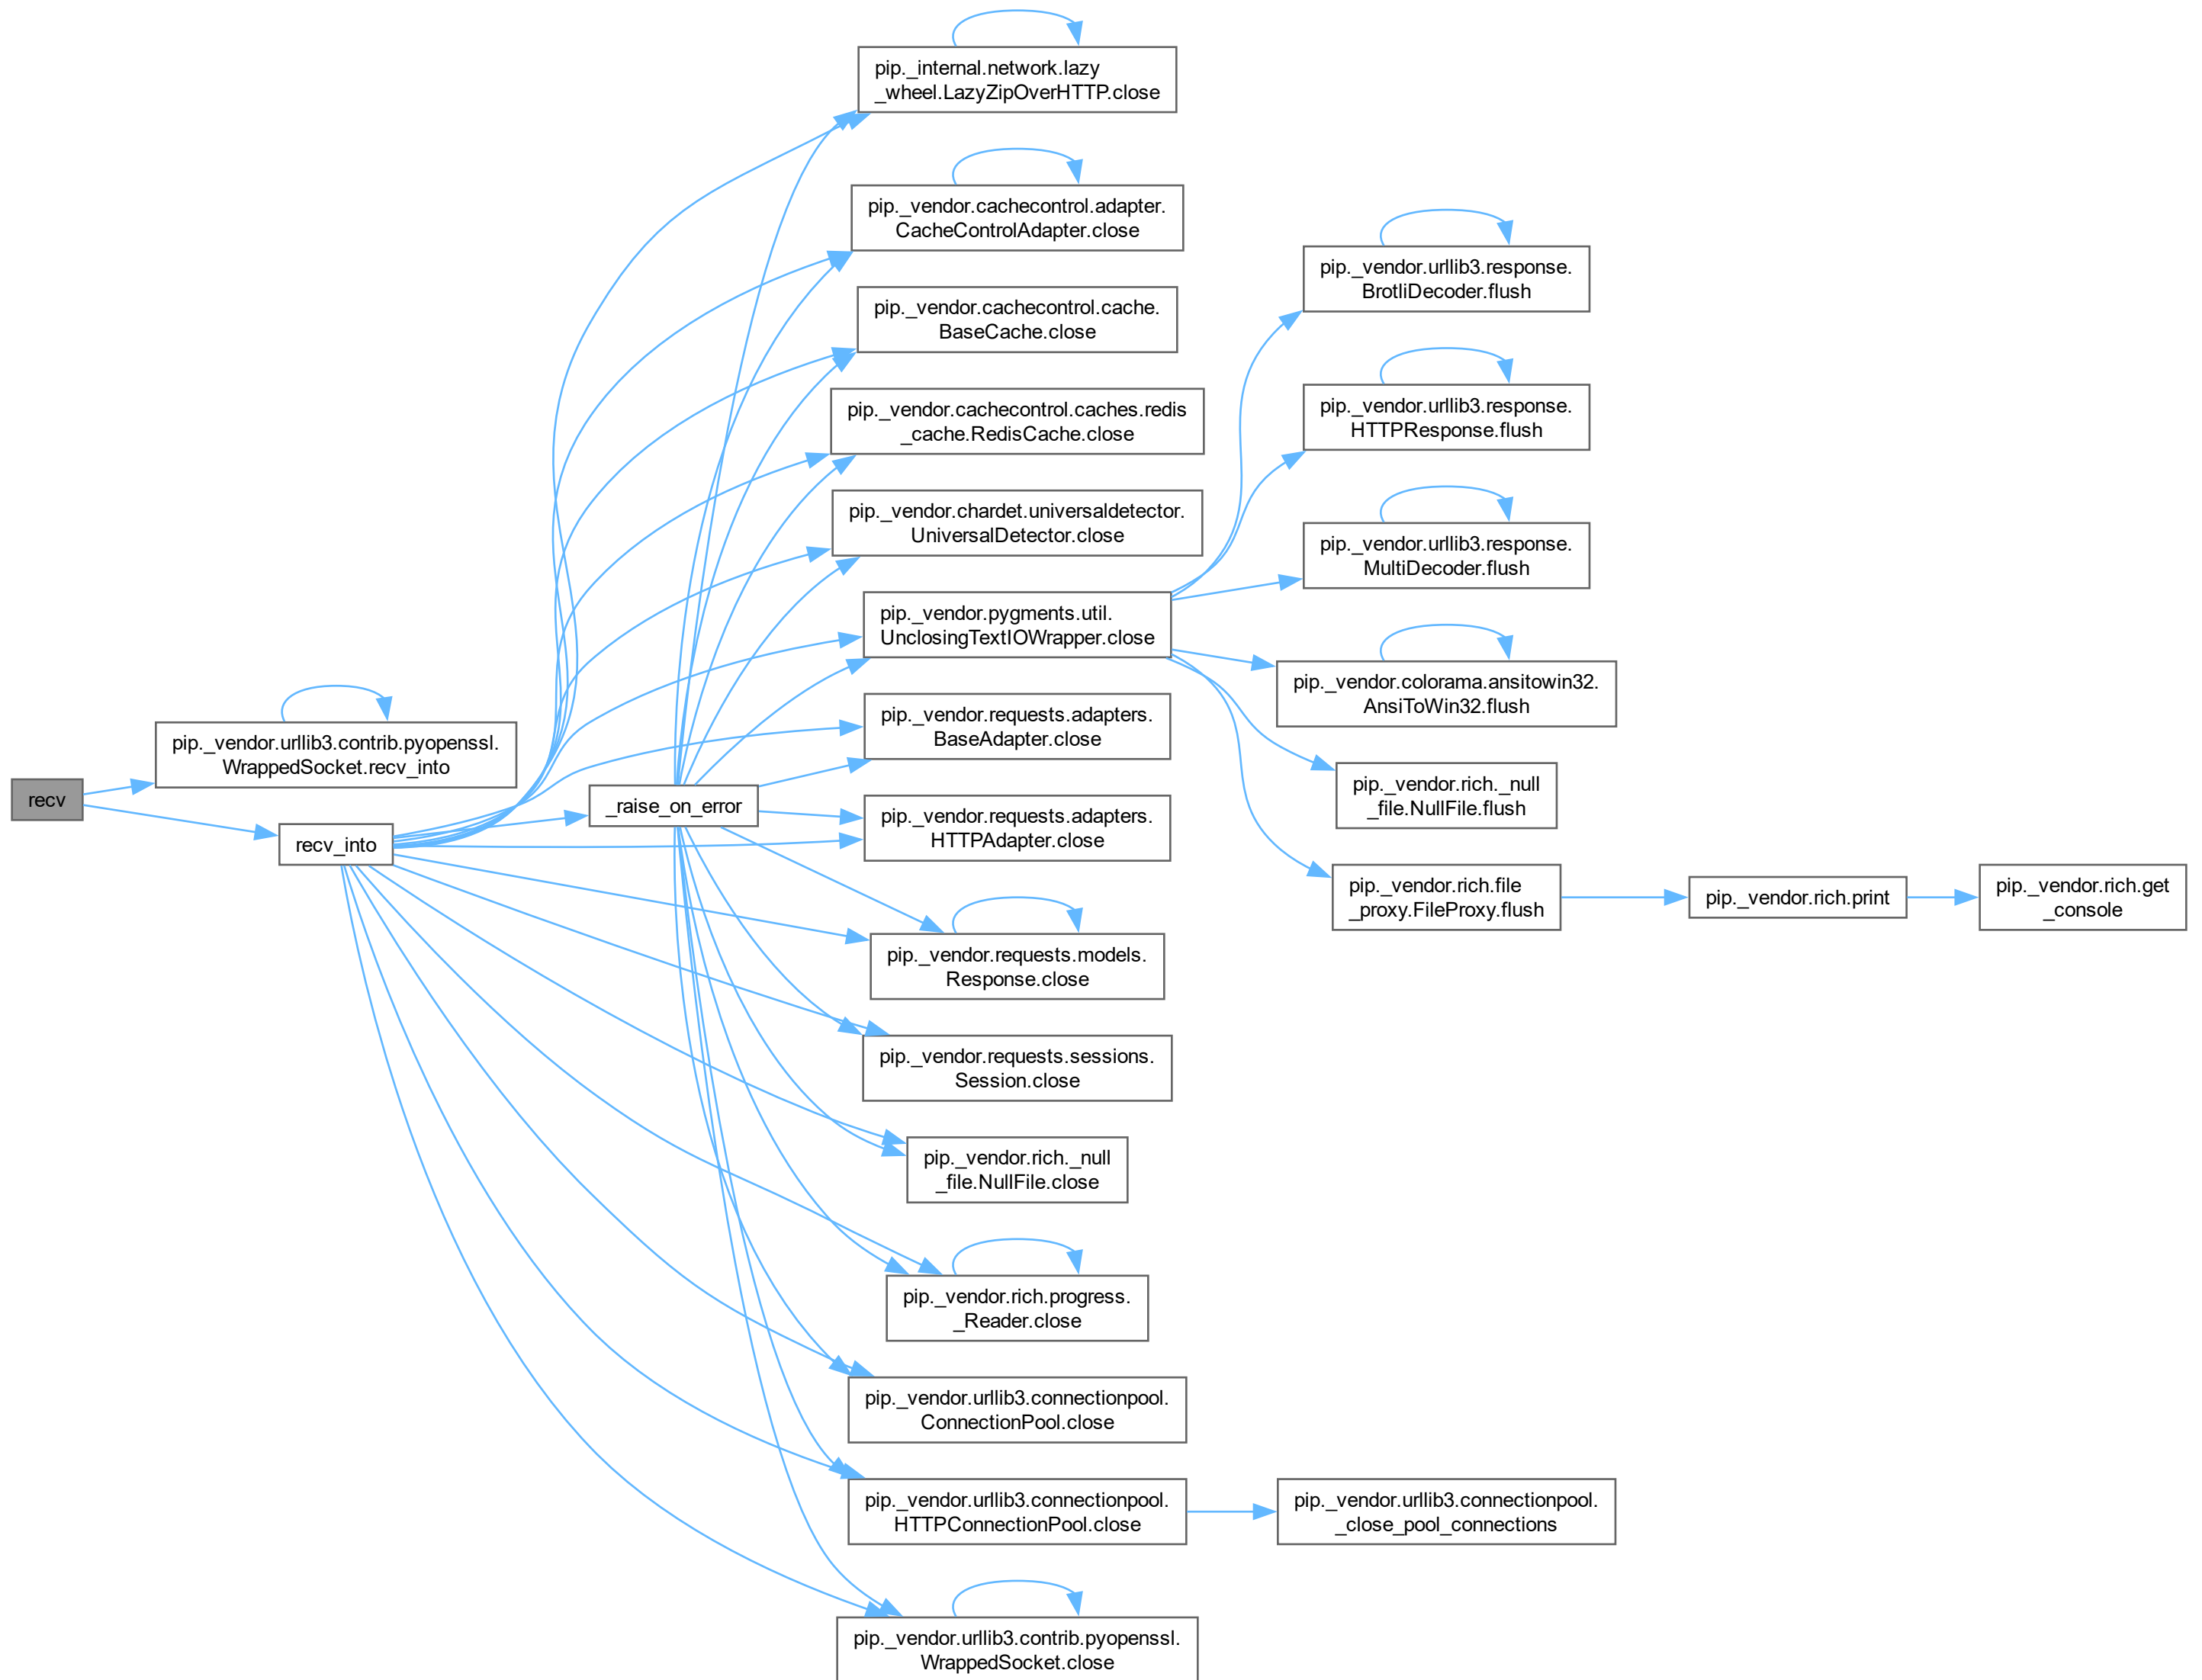 recv
pip._vendor.urllib3.contrib.pyopenssl.
WrappedSocket.recv_into
recv_into
_raise_on_error
pip._internal.network.lazy
_wheel.LazyZipOverHTTP.close
pip._vendor.cachecontrol.adapter.
CacheControlAdapter.close
pip._vendor.cachecontrol.cache.
BaseCache.close
pip._vendor.cachecontrol.caches.redis
_cache.RedisCache.close
pip._vendor.chardet.universaldetector.
UniversalDetector.close
pip._vendor.pygments.util.
UnclosingTextIOWrapper.close
pip._vendor.requests.adapters.
BaseAdapter.close
pip._vendor.requests.adapters.
HTTPAdapter.close
pip._vendor.requests.models.
Response.close
pip._vendor.requests.sessions.
Session.close
pip._vendor.rich._null
_file.NullFile.close
pip._vendor.rich.progress.
_Reader.close
pip._vendor.urllib3.connectionpool.
ConnectionPool.close
pip._vendor.urllib3.connectionpool.
HTTPConnectionPool.close
pip._vendor.urllib3.contrib.pyopenssl.
WrappedSocket.close
pip._vendor.urllib3.response.
BrotliDecoder.flush
pip._vendor.urllib3.response.
HTTPResponse.flush
pip._vendor.urllib3.response.
MultiDecoder.flush
pip._vendor.colorama.ansitowin32.
AnsiToWin32.flush
pip._vendor.rich._null
_file.NullFile.flush
pip._vendor.rich.file
_proxy.FileProxy.flush
pip._vendor.rich.print
pip._vendor.rich.get
_console
pip._vendor.urllib3.connectionpool.
_close_pool_connections